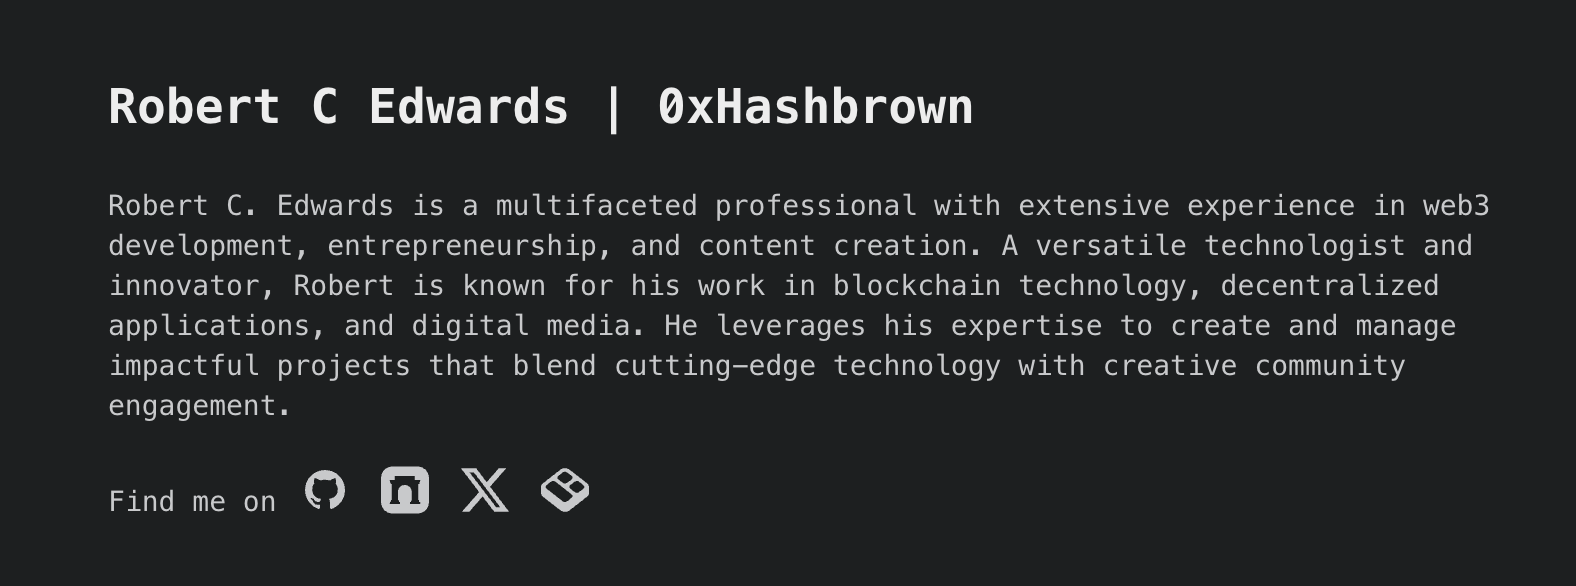 Robert C Edwards | 0xHashbrown
Robert C. Edwards is a multifaceted professional with extensive experience in web3
development, entrepreneurship, and content creation. A versatile technologist and
innovator, Robert is known for his work in blockchain technology, decentralized
applications, and digital media. He leverages his expertise to create and manage
impactful projects that blend cutting-edge technology with creative community
engagement.
Find me on